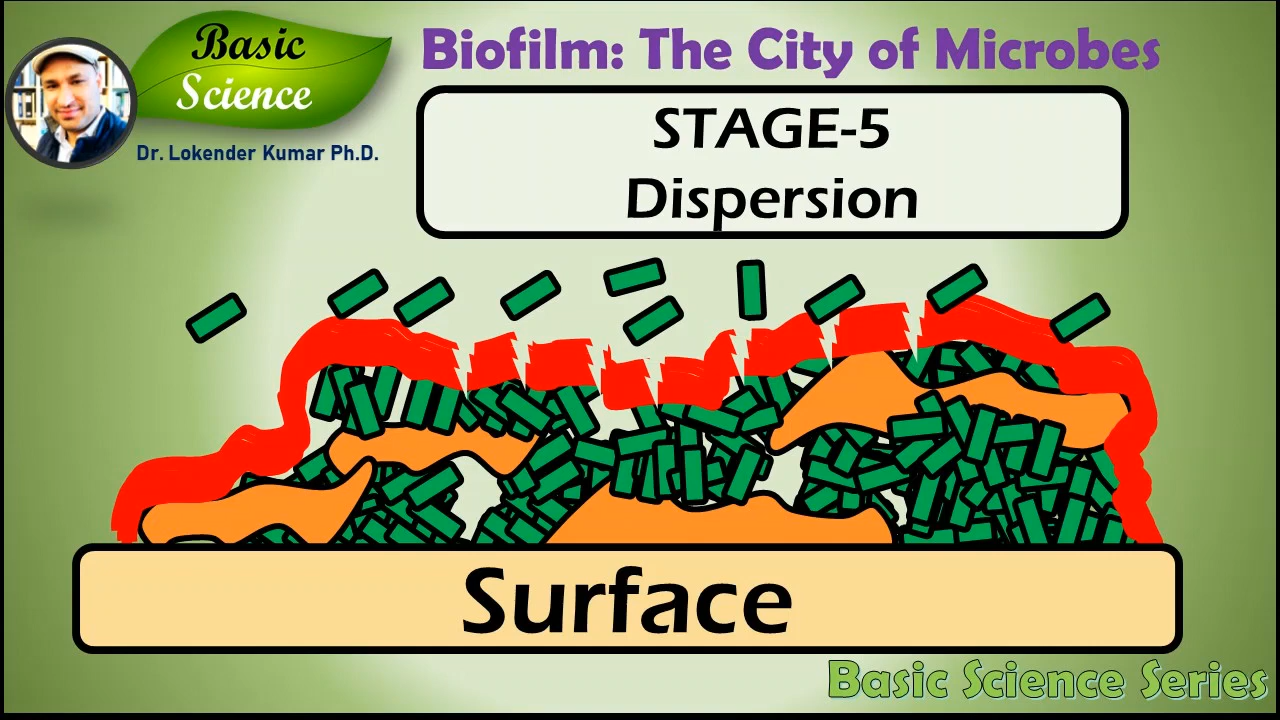 Basic
Science
Dr. Lokender Kumar Ph.D.
Biofilm: The City of Microbes
STAGE-5
Dispersion
Surface
Basic Science Series